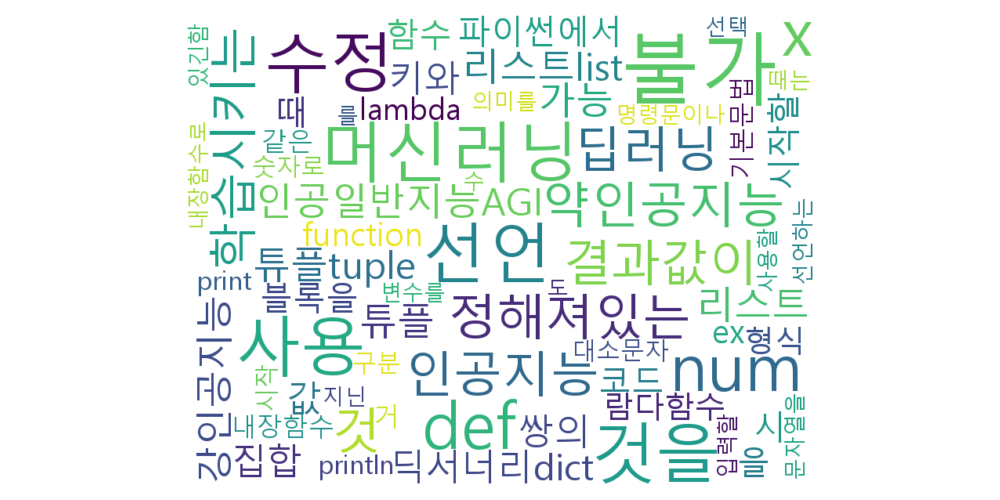 있긴함
학습시키는
수정
함수
파이썬에서
선택
불가
x
키와
리스트list
때
를
lambda
의미를
가능
명령문이나
기본문법
때
는
시작할
내장함수로
같은
숫자로
머신러닝
딥러닝
인공일반지능AGI
수
약인공지능
function
선언
결과값이
사용할
선언하는
print
튜플tuple
블록을
변수를
튜플
도
정해져있는
리스트
ex
형식
강인공지능
사용
구분
인공지능
대소문자
코드
num
시작
값
지닌
내장함수
것
거
def
쌍의
것을
람다함수
입력할
을
시
문자열을
집합
println
딕서너리dict